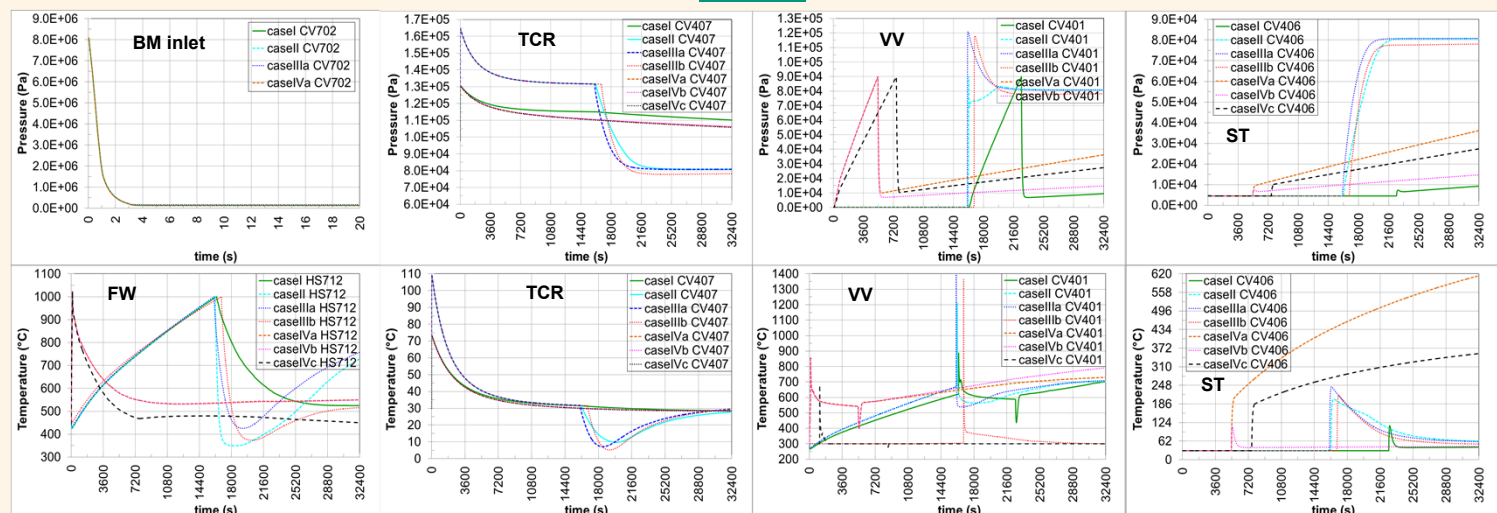 BM inlet
Pressure (Pa)
9.0E+06
8.0E+06
7.0E+06
6.0E+06
5.0E+06
4.0E+06
3.0E+06
2.0E+06
1.0E+06
0.0E+00
caseI CV702
caseII CV702
caseIIIa CV702
caseIVa CV702
0 2 4 6 8 10 12 14 16 18 20
time (s)
TCR
Pressure (Pa)
1.7E+05
1.6E+05
1.5E+05
1.4E+05
1.3E+05
1.2E+05
1.1E+05
1.0E+05
9.0E+04
8.0E+04
7.0E+04
6.0E+04
caseI CV407
caseII CV407
caseIIIa CV407
caseIIIb CV407
caseIVa CV407
caseIVb CV407
caseIVc CV407
0 3600 7200 10800 14400 18000 21600 25200 28800 32400
time (s)
VV
Pressure (Pa)
1.3E+05
1.2E+05
1.1E+05
1.0E+05
9.0E+04
8.0E+04
7.0E+04
6.0E+04
5.0E+04
4.0E+04
3.0E+04
2.0E+04
1.0E+04
0.0E+00
caseI CV401
caseII CV401
caseIIIa CV401
caseIIIb CV401
caseIVa CV401
caseIVb CV401
0 3600 7200 10800 14400 18000 21600 25200 28800 32400
time (s)
ST
Pressure (Pa)
9.0E+04
8.0E+04
7.0E+04
6.0E+04
5.0E+04
4.0E+04
3.0E+04
2.0E+04
1.0E+04
0.0E+00
caseI CV406
caseII CV406
caseIIIa CV406
caseIIIb CV406
caseIVa CV406
caseIVb CV406
caseIVc CV406
0 3600 7200 10800 14400 18000 21600 25200 28800 32400
time (s)
FW
Temperature (°C)
1100
1000
900
800
700
600
500
400
300
caseI HS712
caseII HS712
caseIIIa HS712
caseIIIb HS712
caseIVa HS712
caseIVb HS712
caseIVc HS712
0 3600 7200 10800 14400 18000 21600 25200 28800 32400
time (s)
TCR
Temperature (°C)
110
100
90
80
70
60
50
40
30
20
10
0
caseI CV407
caseII CV407
caseIIIa CV407
caseIIIb CV407
caseIVa CV407
caseIVb CV407
caseIVc CV407
0 3600 7200 10800 14400 18000 21600 25200 28800 32400
time (s)
VV
Temperature (°C)
1400
1300
1200
1100
1000
900
800
700
600
500
400
300
200
caseI CV401
caseII CV401
caseIIIa CV401
caseIIIb CV401
caseIVa CV401
caseIVb CV401
caseIVc CV401
0 3600 7200 10800 14400 18000 21600 25200 28800 32400
time (s)
ST
Temperature (°C)
620
558
496
434
372
310
248
186
124
62
0
caseI CV406
caseII CV406
caseIIIa CV406
caseIIIb CV406
caseIVa CV406
caseIVb CV406
caseIVc CV406
0 3600 7200 10800 14400 18000 21600 25200 28800 32400
time (s)